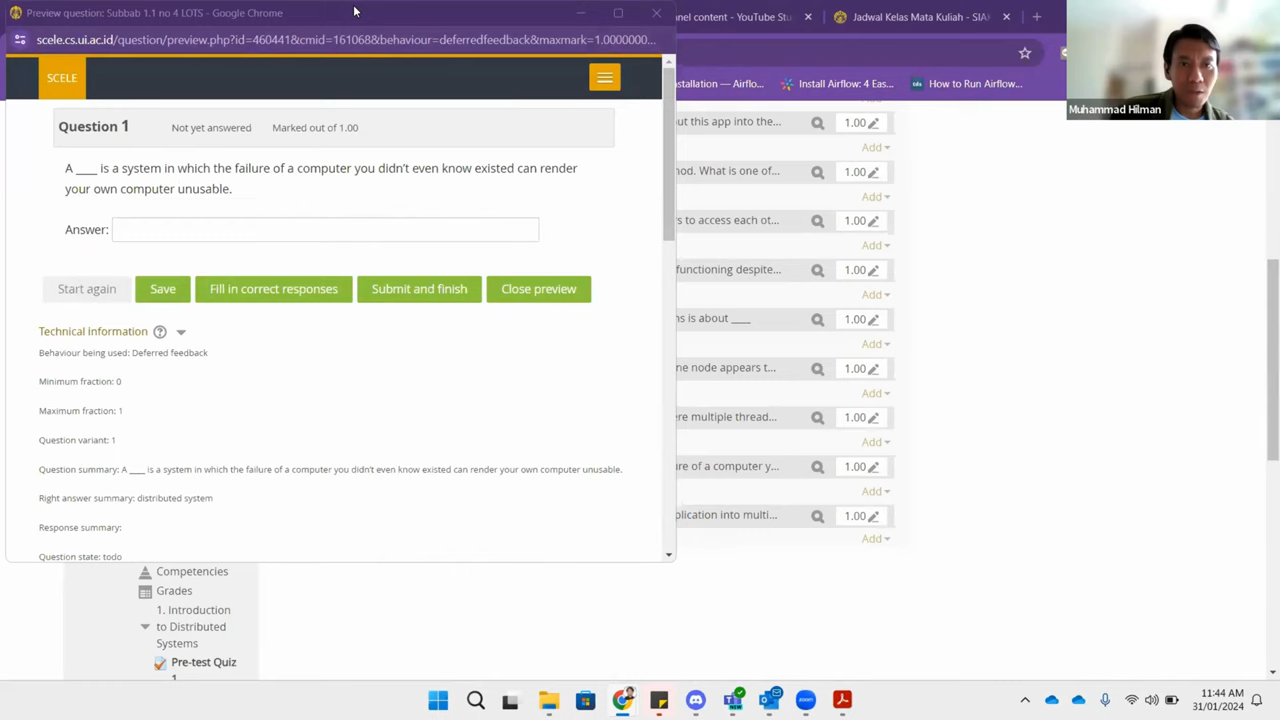 Preview question: Subbab 1.1 no 4 LOTS - Google Chrome
nnel content - YouTube Stu
Jadwal Kelas Mata Kuliah - SIA
scele.cs.ui.ac.id/question/preview.php?id=460441&cmid=161068&behaviour=deferredfeedback&maxmark=1.0000000...
SCELE
nstallation — Airflo...
Install Airflow: 4 Eas...
How to Run Airflow...
Muhammad Hilman
Question 1
Not yet answered
Marked out of 1.00
A ____ is a system in which the failure of a computer you didn't even know existed can render
your own computer unusable.
Answer:
Start again
Save
Fill in correct responses
Submit and finish
Close preview
Technical information
Behaviour being used: Deferred feedback
Minimum fraction: 0
Maximum fraction: 1
Question variant: 1
Question summary: A ____ is a system in which the failure of a computer you didn't even know existed can render your own computer unusable.
Right answer summary: distributed system
Response summary:
Question state: todo
out this app into the... 1.00
Add
nod. What is one of... 1.00
Add
rs to access each ot... 1.00
Add
functioning despite... 1.00
Add
ns is about ____ 1.00
Add
ne node appears t... 1.00
Add
ere multiple thread... 1.00
Add
ure of a computer y... 1.00
Add
plication into multi... 1.00
Add
Competencies
Grades
1. Introduction
to Distributed
Systems
Pre-test Quiz
1
11:44 AM
31/01/2024